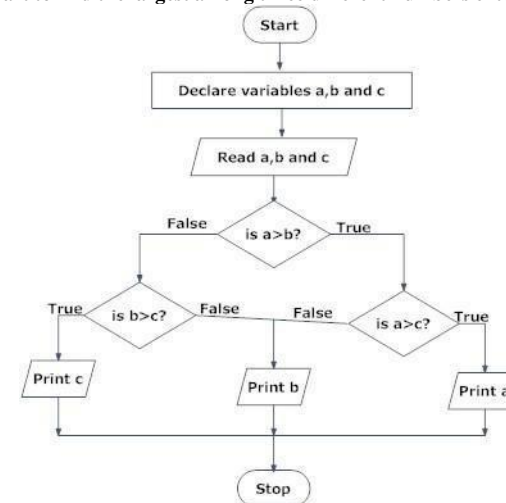 Start
Declare variables a,b and c
Read a,b and c
False
is a>b?
True
True
is b>c?
False
False
is a>c?
True
Print c
Print b
Print a
Stop